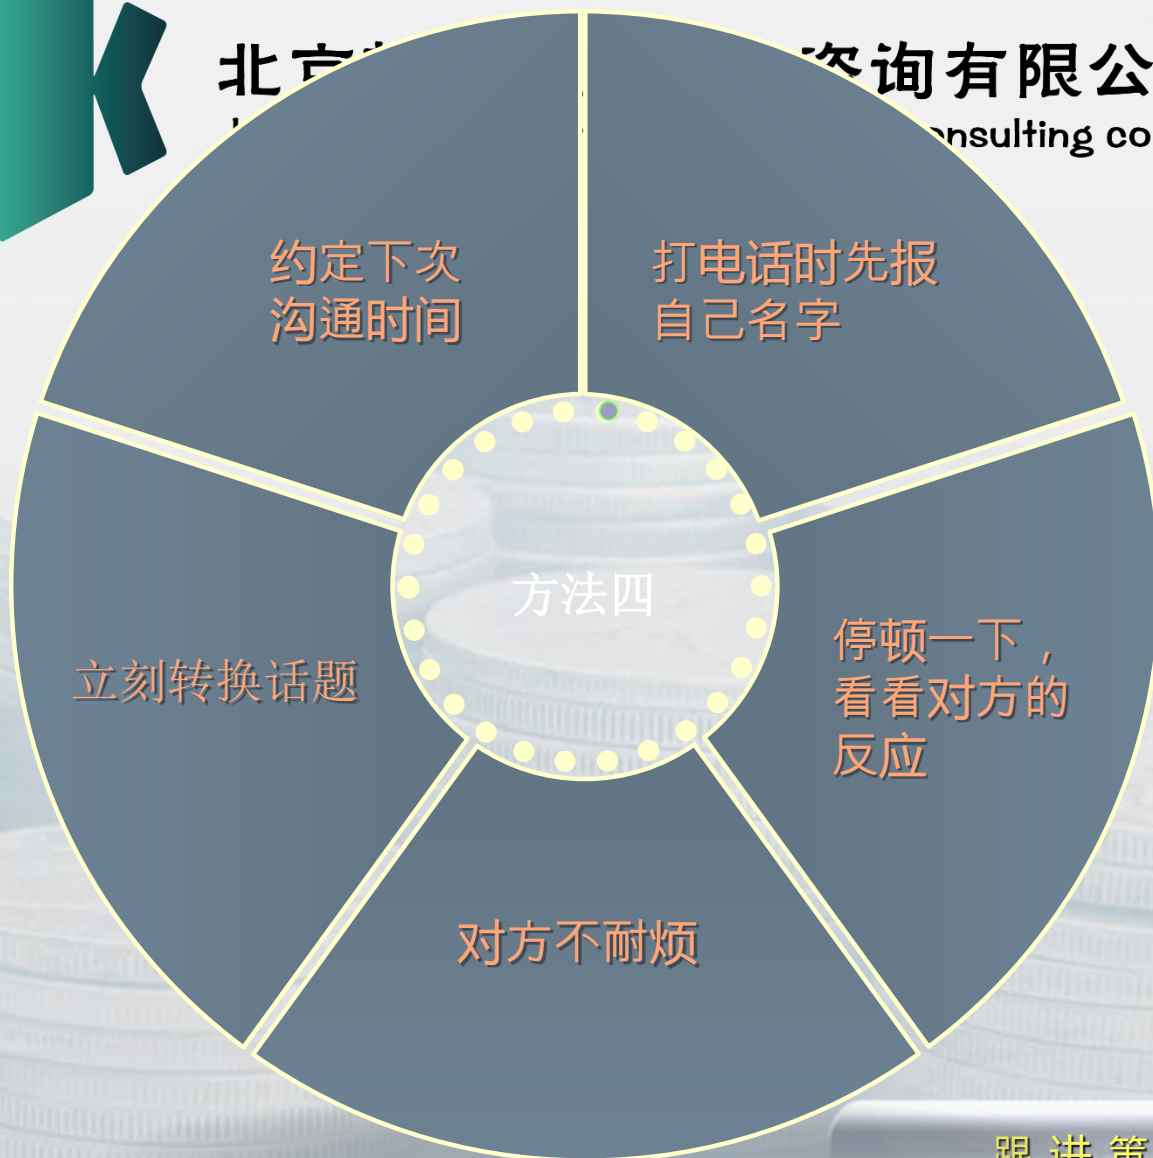 北京
咨询有限公
onsulting co
约定下次
沟通时间
打电话时先报
自己名字
方法四
停顿一下，
看看对方的
反应
立刻转换话题
对方不耐烦
跟进策